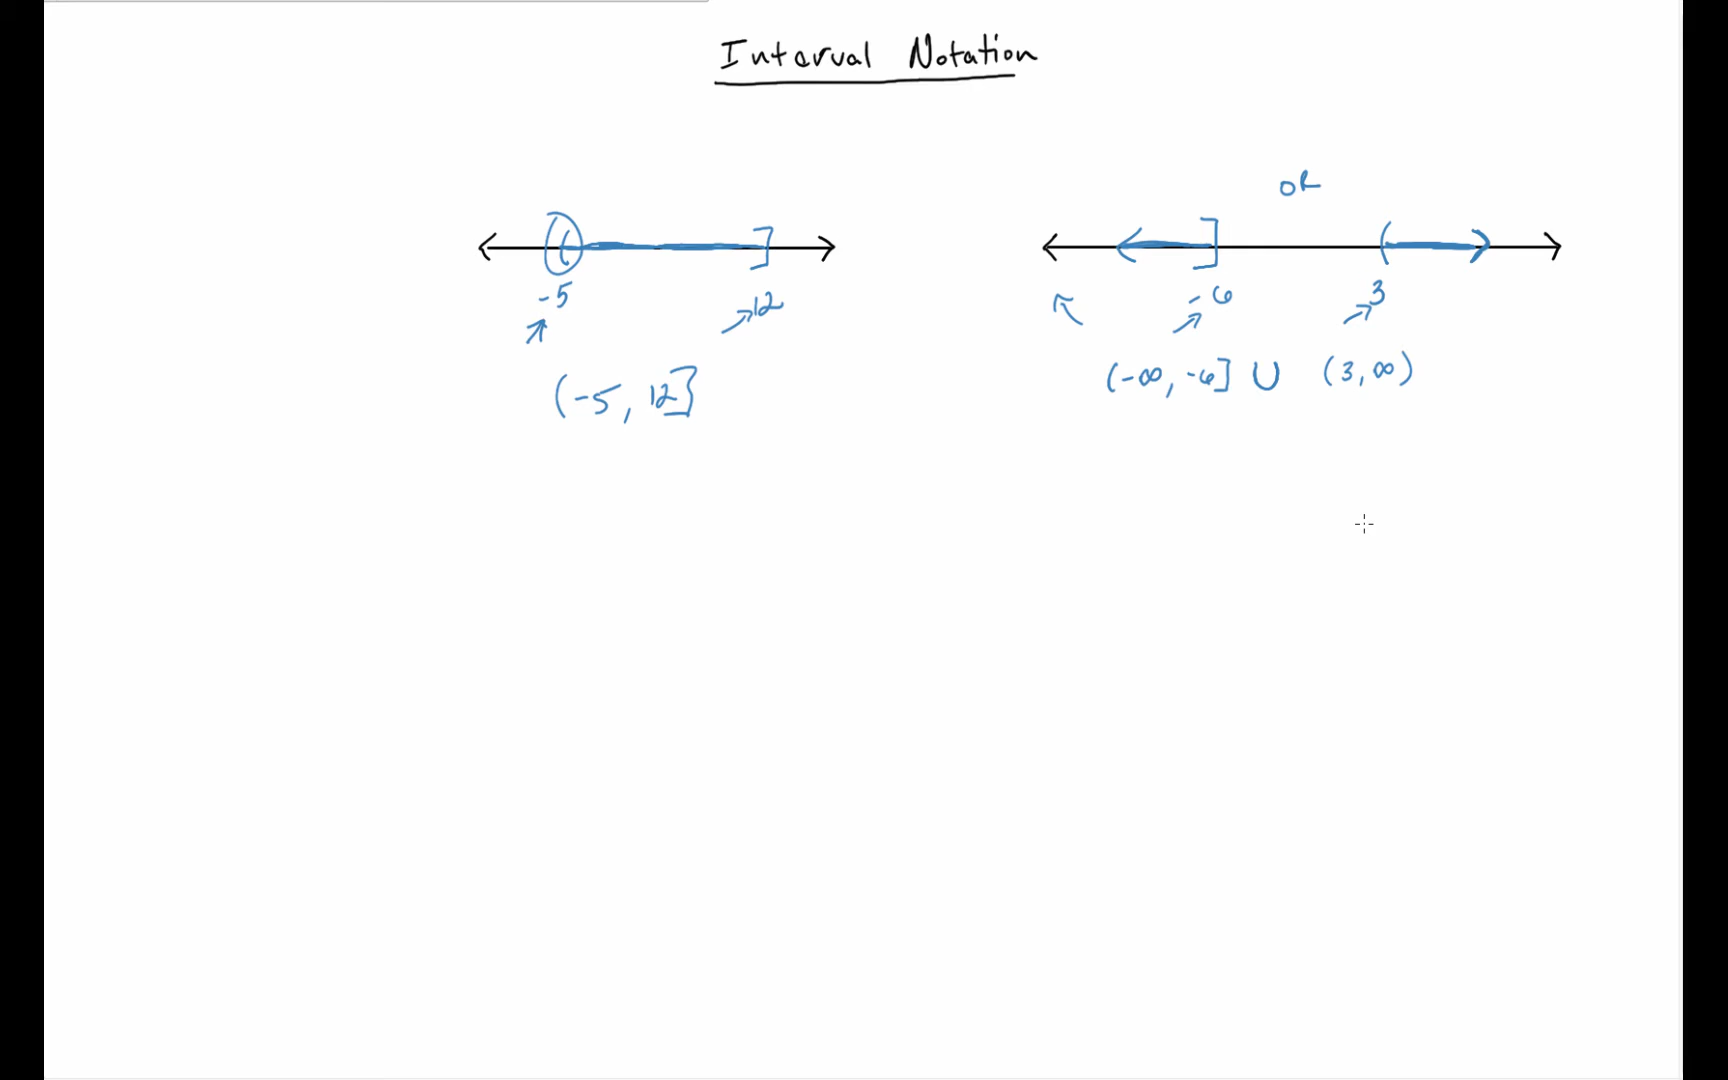 Interval Notation
OR
( ]
-5 12
(-5, 12]
] (
-6 3
(-∞, -6] ∪ (3, ∞)